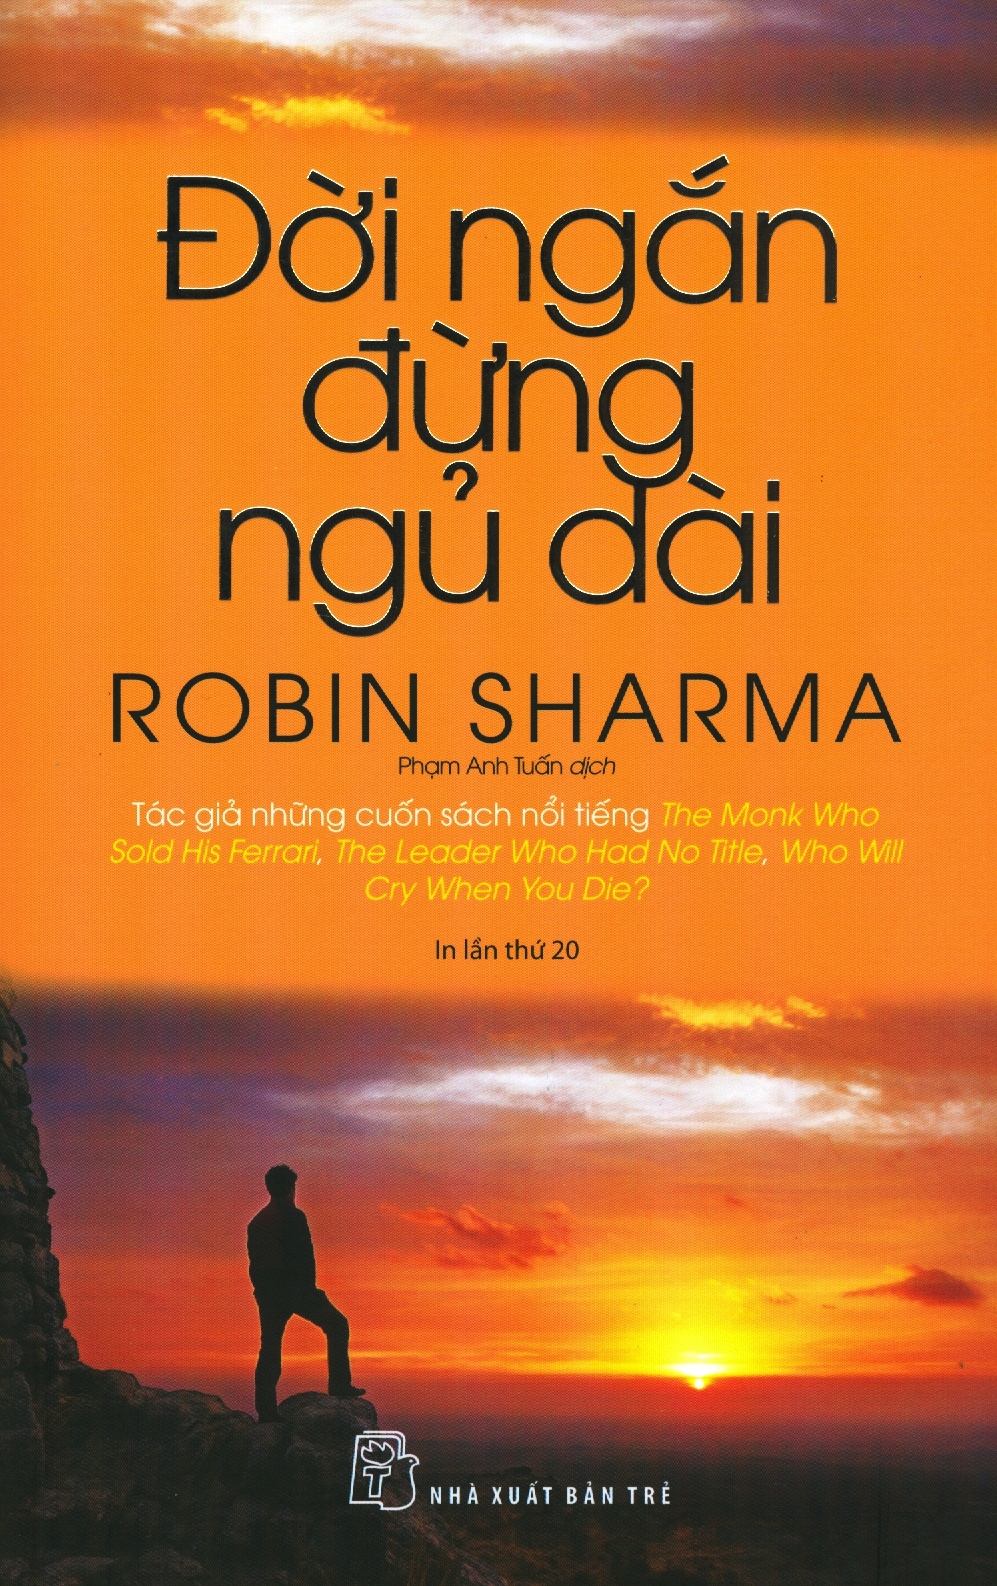 Đời ngắn
đừng
ngủ dài
ROBIN SHARMA
Phạm Anh Tuấn dịch
Tác giả những cuốn sách nổi tiếng The Monk Who
Sold His Ferrari, The Leader Who Had No Title, Who Will
Cry When You Die?
In lần thứ 20
T
NHÀ XUẤT BẢN TRẺ